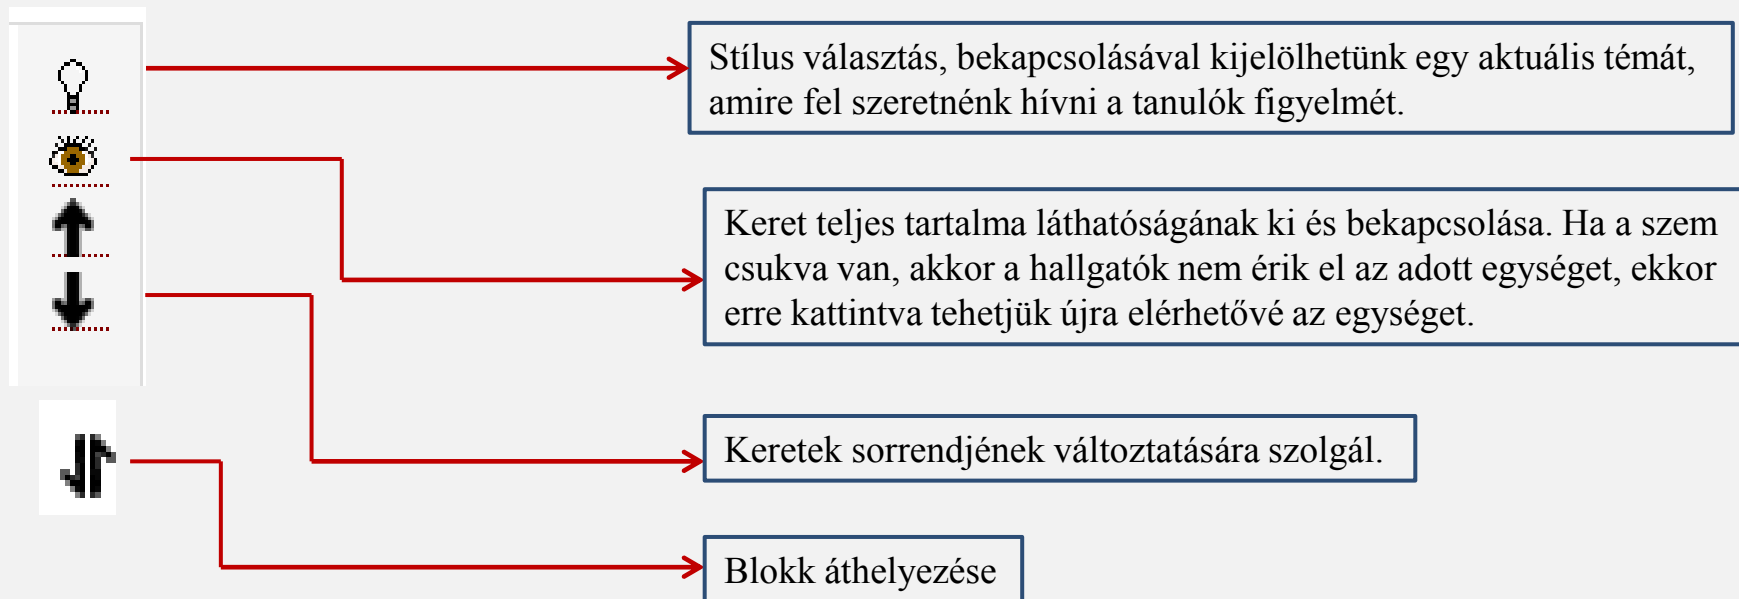 Stílus választás, bekapcsolásával kijelölhetünk egy aktuális témát,
amire fel szeretnénk hívni a tanulók figyelmét.
Keret teljes tartalma láthatóságának ki és bekapcsolása. Ha a szem
csukva van, akkor a hallgatók nem érik el az adott egységet, ekkor
erre kattintva tehetjük újra elérhetővé az egységet.
Keretek sorrendjének változtatására szolgál.
Blokk áthelyezése